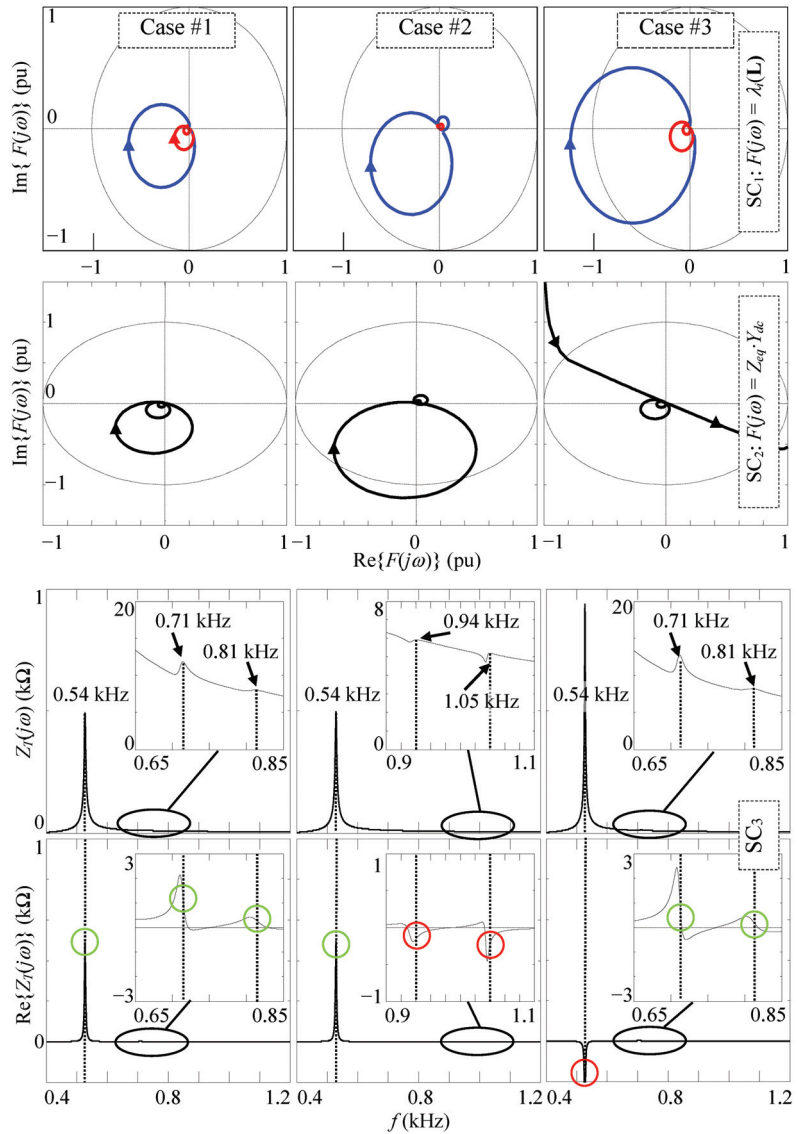 Case #1
Case #2
Case #3
1
0
−1
Im{ F(jω)} (pu)
SC1: F(jω) = λi(L)
−1
0
1
−1
0
1
−1
0
1
1
0
−1
Im{F(jω)} (pu)
SC2: F(jω) = Zeq·Ydc
−1
0
1
−1
0
1
−1
0
1
Re{F(jω)} (pu)
1
0
ZI(jω) (kΩ)
20
0.71 kHz
0.81 kHz
0.54 kHz
0
0.65
0.85
8
0.94 kHz
1.05 kHz
0.54 kHz
0
0.9
1.1
20
0.71 kHz
0.81 kHz
0.54 kHz
0
0.65
0.85
SC3
1
0
Re{ZI(jω)} (kΩ)
3
−3
0.65
0.85
1
−1
0.9
1.1
3
−3
0.65
0.85
0.4
0.8
1.2
0.4
0.8
1.2
0.4
0.8
1.2
f (kHz)